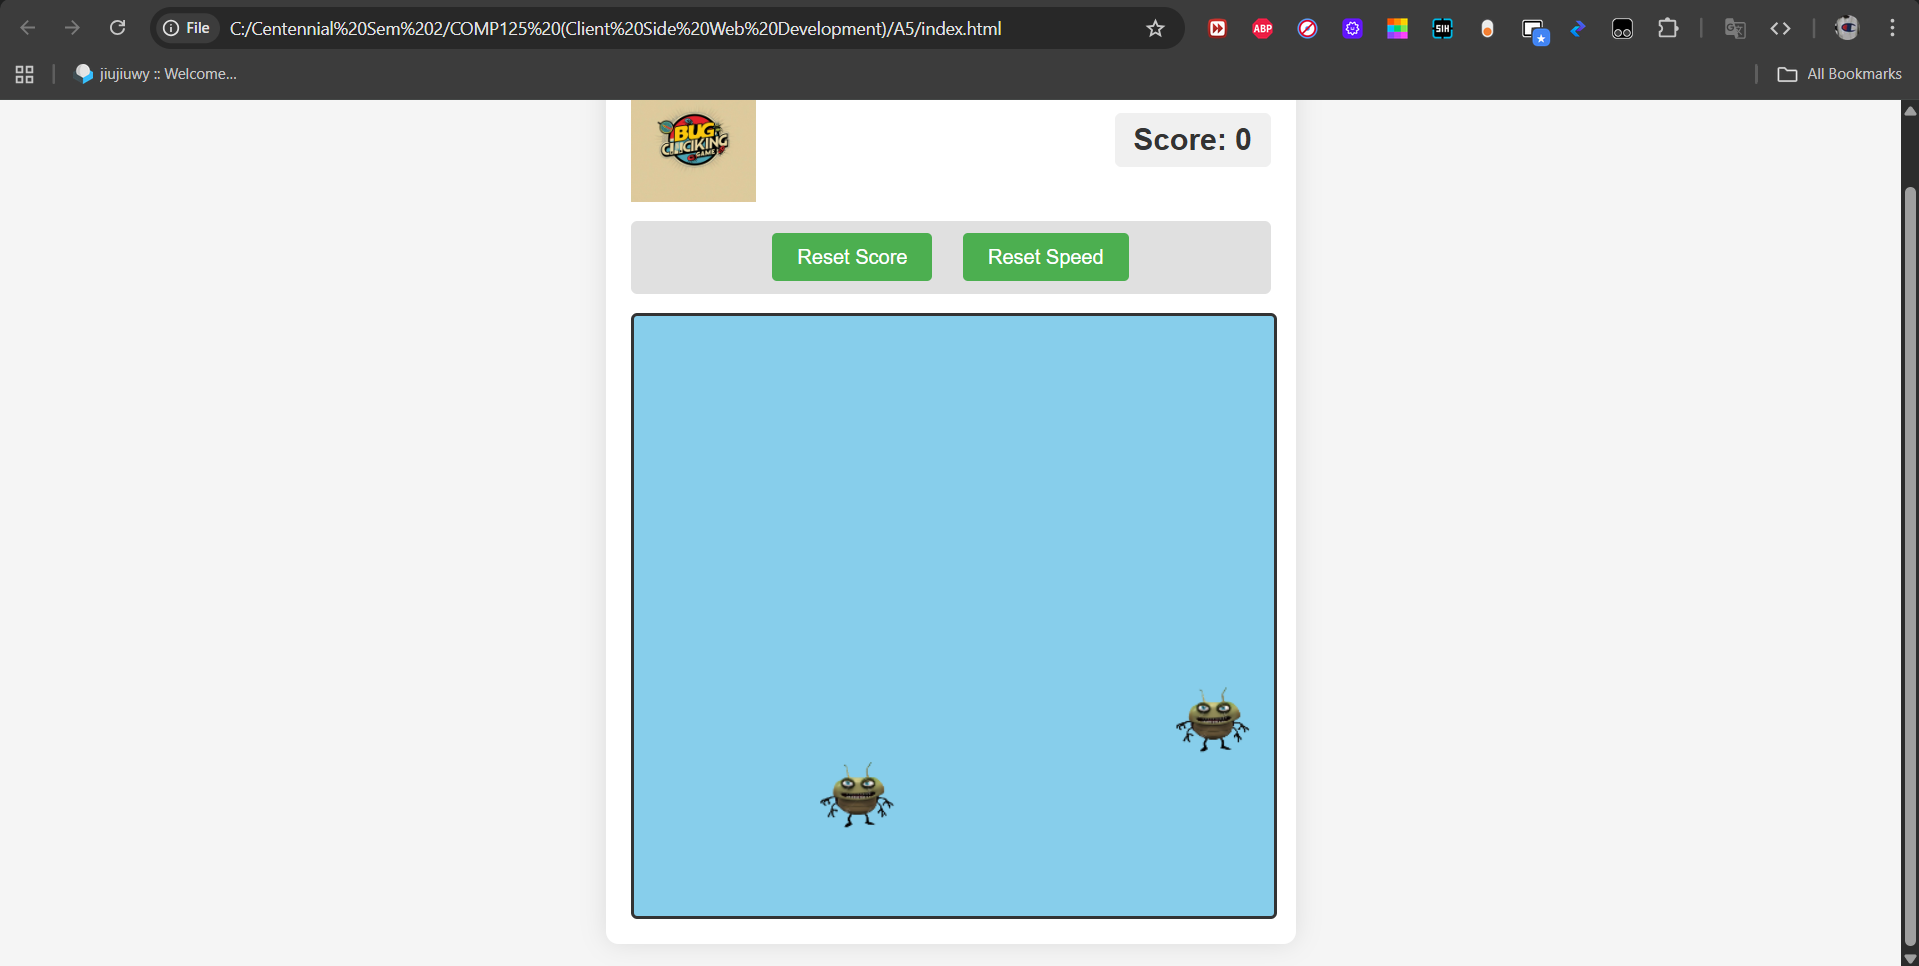 File
C:/Centennial%20Sem%202/COMP125%20(Client%20Side%20Web%20Development)/A5/index.html
ABP
SIH
jiujiuwy :: Welcome...
All Bookmarks
BUG
CLICIKING
GAME
Score: 0
Reset Score
Reset Speed